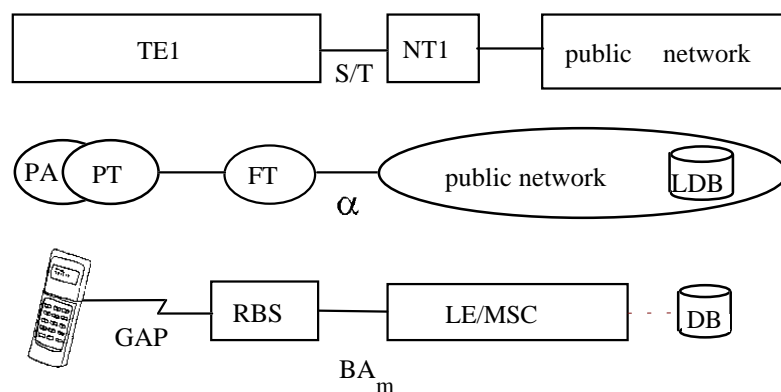 TE1 NT1 public network
S/T
PA PT FT public network LDB
α
RBS LE/MSC DB
GAP
BAm